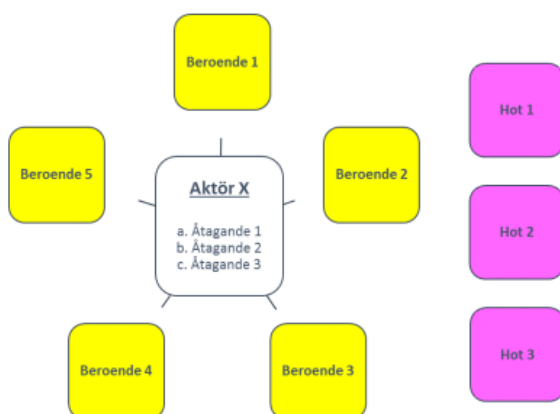 Beroende 1
Hot 1
Beroende 5
Aktör X
Beroende 2
a. Åtagande 1
b. Åtagande 2
c. Åtagande 3
Hot 2
Beroende 4
Beroende 3
Hot 3